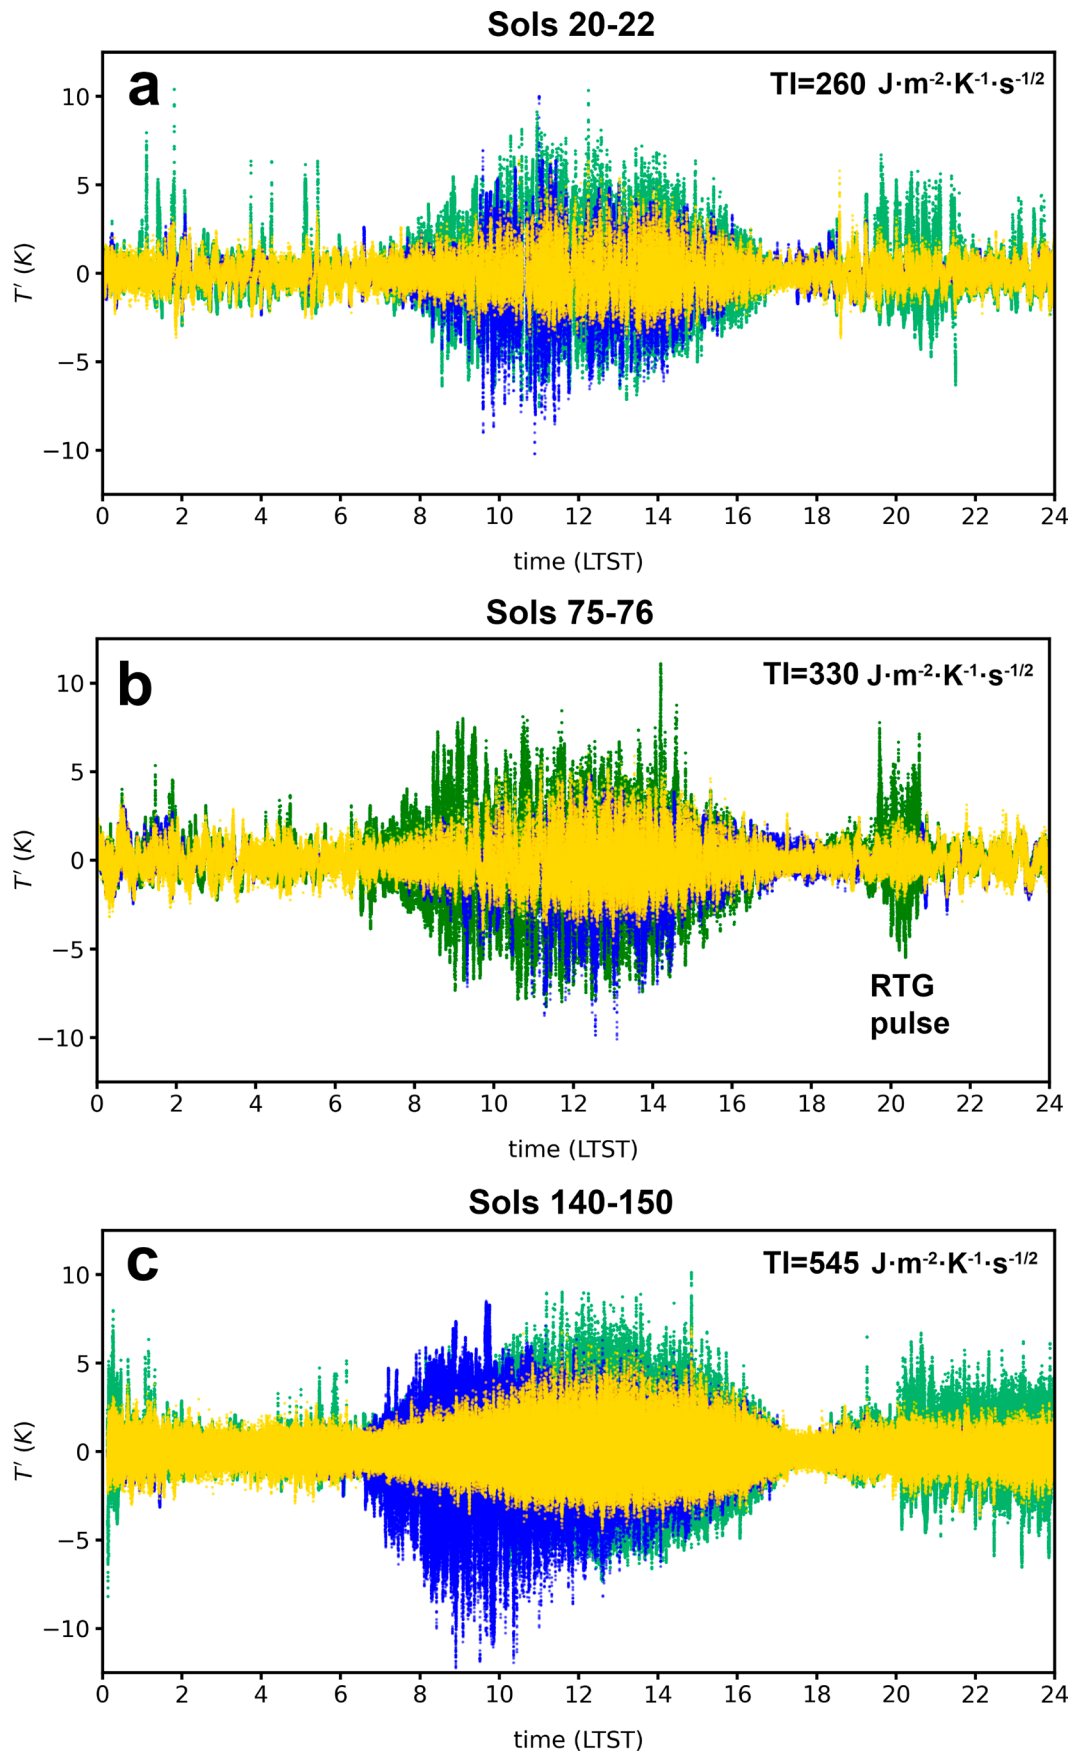 Sols 20-22
a
TI=260 J·m⁻²·K⁻¹·s⁻¹/²
10
5
0
−5
−10
T′ (K)
0 2 4 6 8 10 12 14 16 18 20 22 24
time (LTST)
Sols 75-76
b
TI=330 J·m⁻²·K⁻¹·s⁻¹/²
10
5
0
−5
−10
T′ (K)
RTG
pulse
0 2 4 6 8 10 12 14 16 18 20 22 24
time (LTST)
Sols 140-150
c
TI=545 J·m⁻²·K⁻¹·s⁻¹/²
10
5
0
−5
−10
T′ (K)
0 2 4 6 8 10 12 14 16 18 20 22 24
time (LTST)